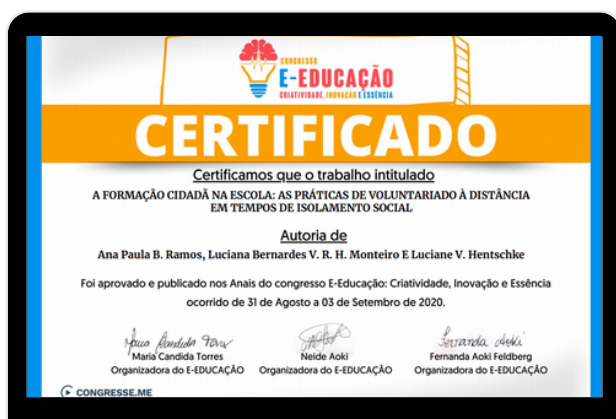 CONGRESSO
E-EDUCAÇÃO
CRIATIVIDADE, INOVAÇÃO E ESSÊNCIA
CERTIFICADO
Certificamos que o trabalho intitulado
A FORMAÇÃO CIDADÃ NA ESCOLA: AS PRÁTICAS DE VOLUNTARIADO À DISTÂNCIA
EM TEMPOS DE ISOLAMENTO SOCIAL
Autoria de
Ana Paula B. Ramos, Luciana Bernardes V. R. H. Monteiro E Luciane V. Hentschke
Foi aprovado e publicado nos Anais do congresso E-Educação: Criatividade, Inovação e Essência
ocorrido de 31 de Agosto a 03 de Setembro de 2020.
Maria Candida Torres Neide Aoki Fernanda Aoki Feldberg
Organizadora do E-EDUCAÇÃO Organizadora do E-EDUCAÇÃO Organizadora do E-EDUCAÇÃO
CONGRESSE.ME